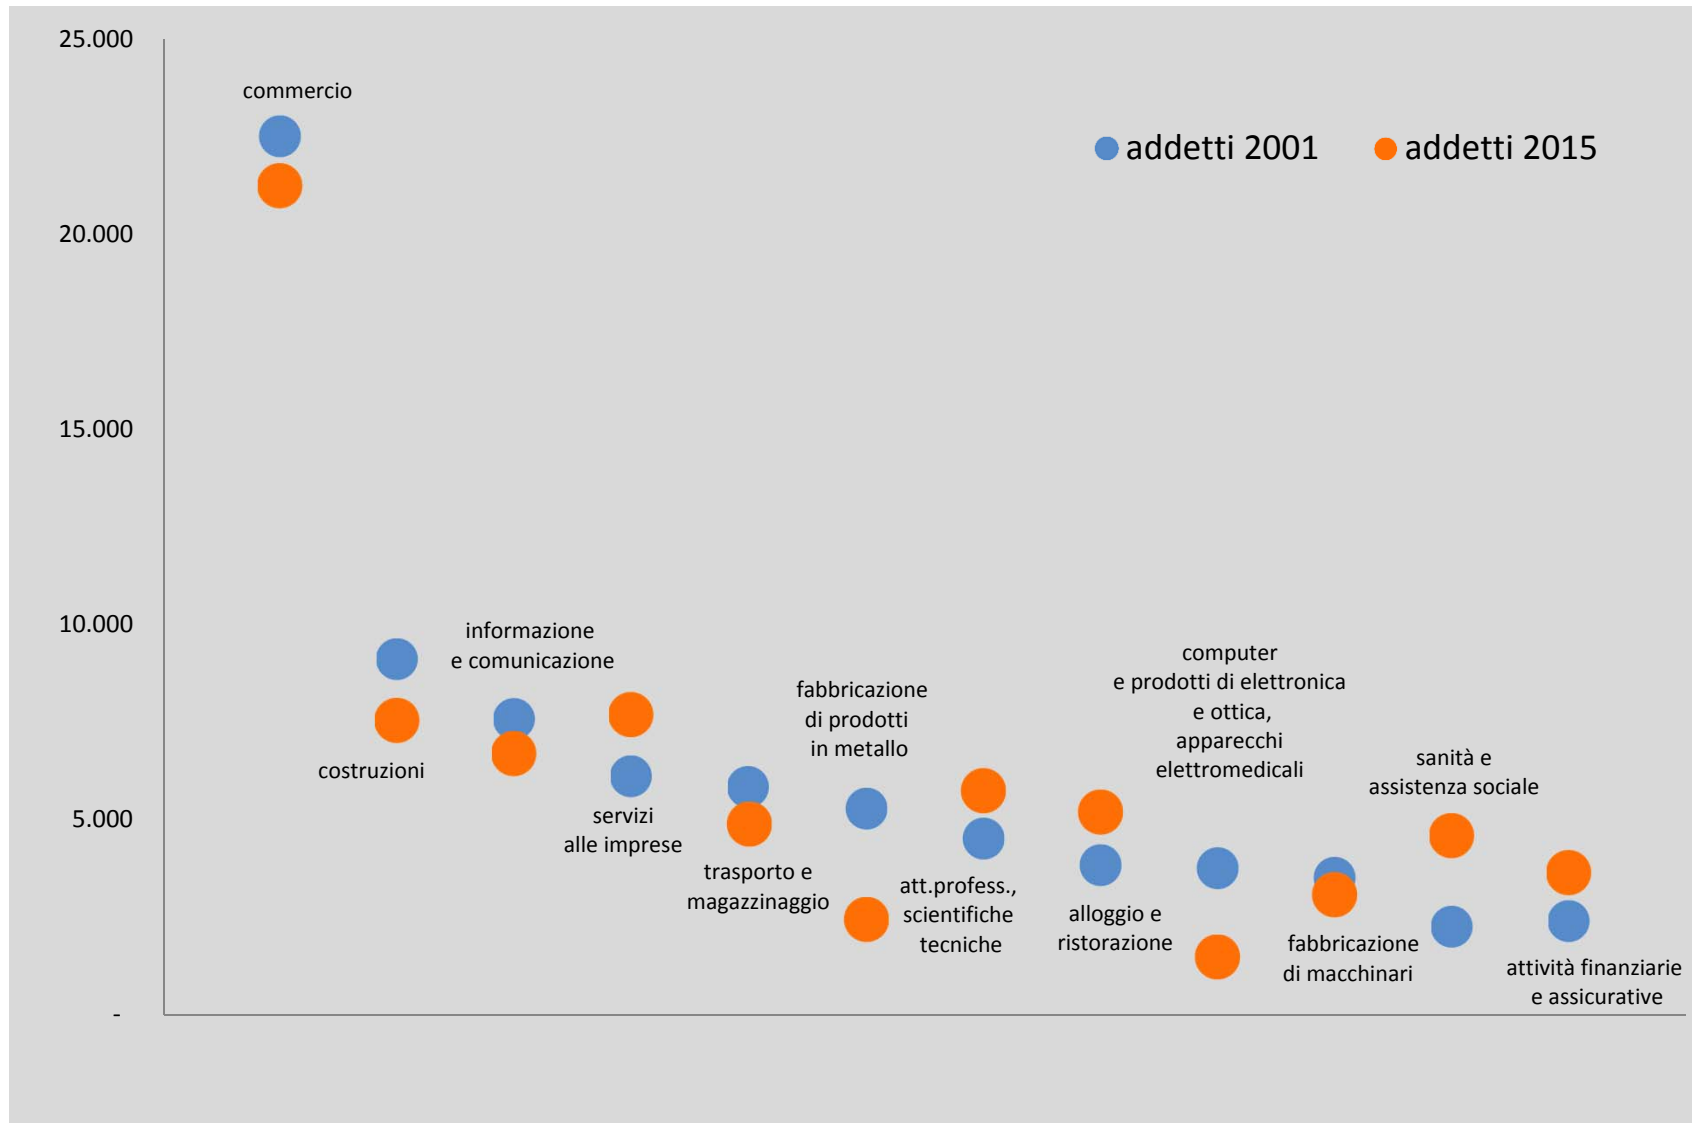 25.000
20.000
15.000
10.000
5.000
-
commercio
addetti 2001
addetti 2015
costruzioni
informazione
e comunicazione
servizi
alle imprese
trasporto e
magazzinaggio
fabbricazione
di prodotti
in metallo
att.profess.,
scientifiche
tecniche
alloggio e
ristorazione
computer
e prodotti di elettronica
e ottica,
apparecchi
elettromedicali
fabbricazione
di macchinari
sanità e
assistenza sociale
attività finanziarie
e assicurative